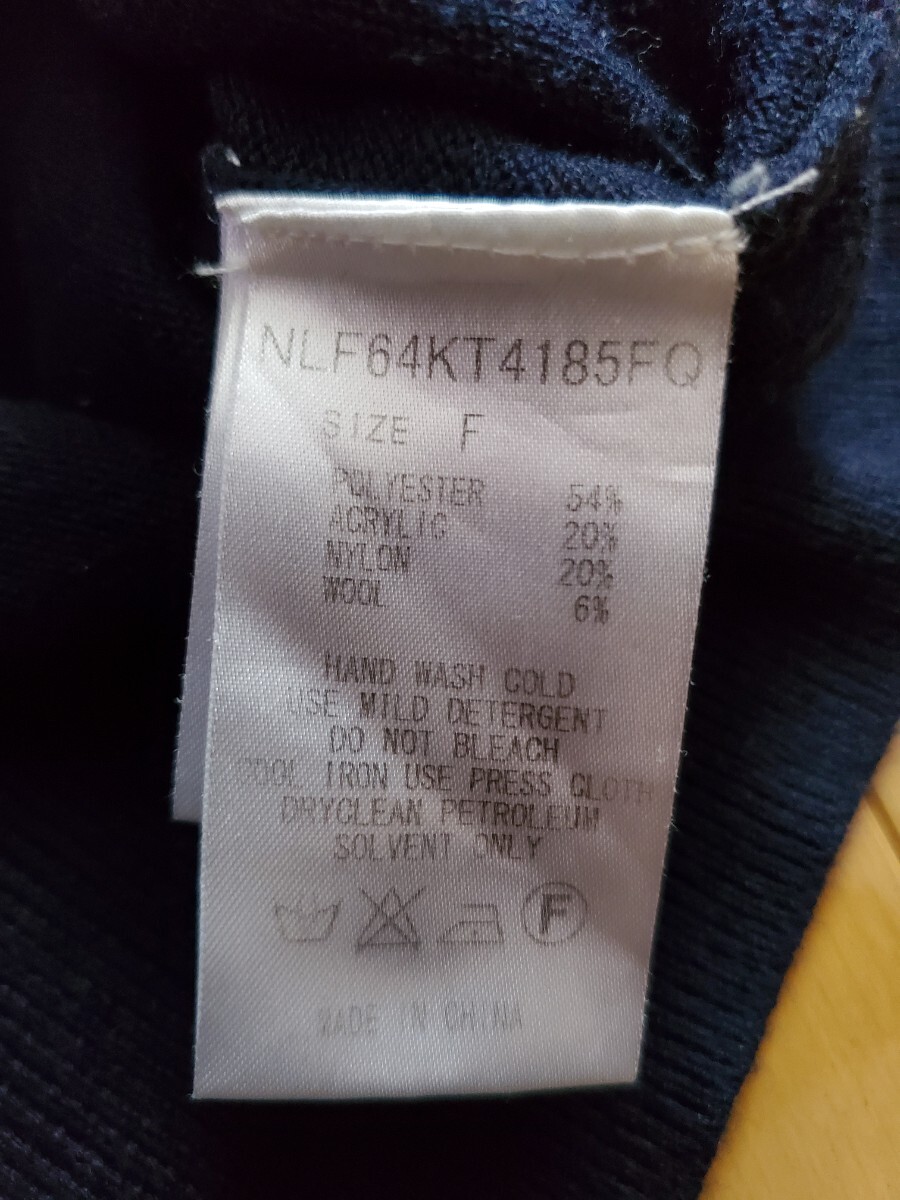 NLF64KT4185FQ
SIZE F
POLYESTER 54%
ACRYLIC 20%
NYLON 20%
WOOL 6%
HAND WASH COLD
USE MILD DETERGENT
DO NOT BLEACH
COOL IRON USE PRESS CLOTH
DRYCLEAN PETROLEUM
SOLVENT ONLY
F
MADE IN CHINA